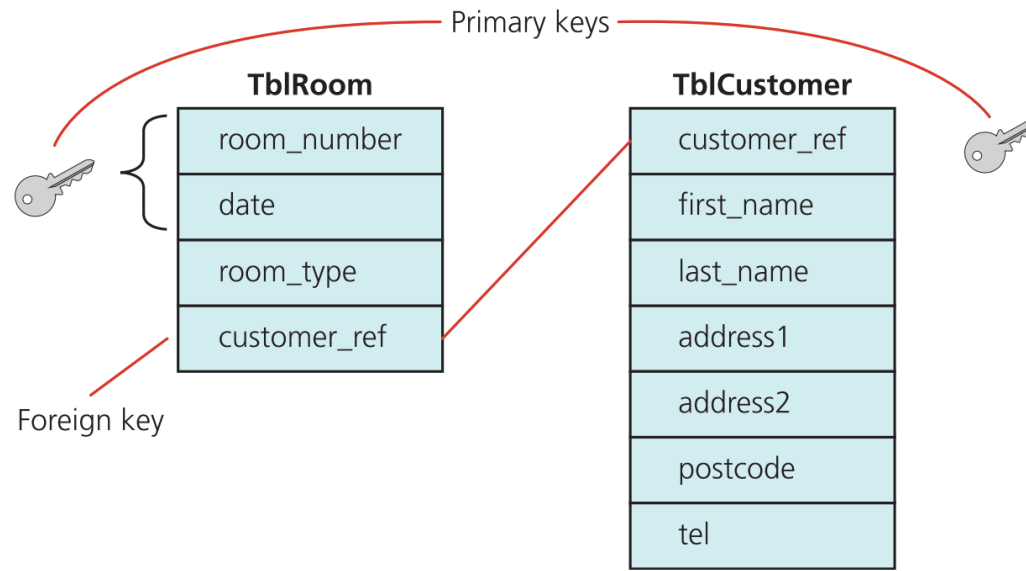 Primary keys
TblRoom
room_number
date
room_type
customer_ref
Foreign key
TblCustomer
customer_ref
first_name
last_name
address1
address2
postcode
tel